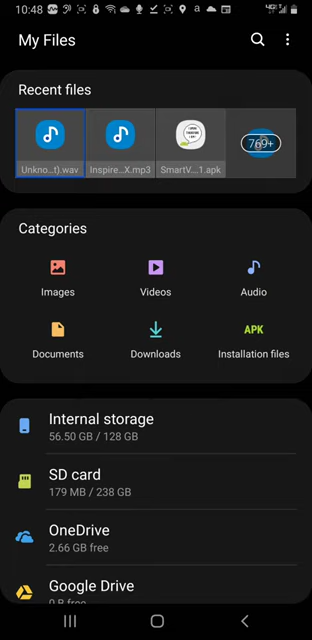 10:48
My Files
Recent files
Unkno...t).wav
Inspire...X.mp3
SmartV...1.apk
769+
Categories
Images
Videos
Audio
APK
Documents
Downloads
Installation files
Internal storage
56.50 GB / 128 GB
SD card
179 MB / 238 GB
OneDrive
2.66 GB free
Google Drive
0 B free